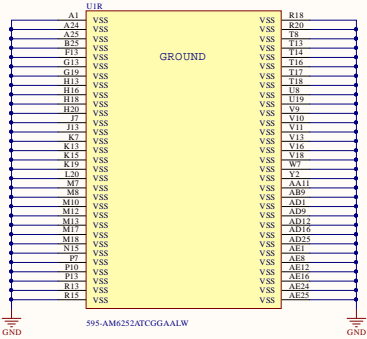 U1R
A1 VSS VSS R18
A24 VSS VSS R20
A25 VSS VSS T8
B25 VSS VSS T13
F13 VSS GROUND VSS T14
G13 VSS VSS T16
G19 VSS VSS T17
H13 VSS VSS T18
H16 VSS VSS U8
H18 VSS VSS U19
H20 VSS VSS V9
J7 VSS VSS V10
J13 VSS VSS V11
K7 VSS VSS V13
K13 VSS VSS V16
K15 VSS VSS V18
K19 VSS VSS W7
L20 VSS VSS Y2
M7 VSS VSS AA11
M8 VSS VSS AB9
M10 VSS VSS AD1
M12 VSS VSS AD9
M13 VSS VSS AD12
M17 VSS VSS AD16
M18 VSS VSS AD25
N15 VSS VSS AE1
P7 VSS VSS AE8
P10 VSS VSS AE12
P13 VSS VSS AE16
R13 VSS VSS AE24
R15 VSS VSS AE25
595-AM6252ATCGGAALW
GND GND